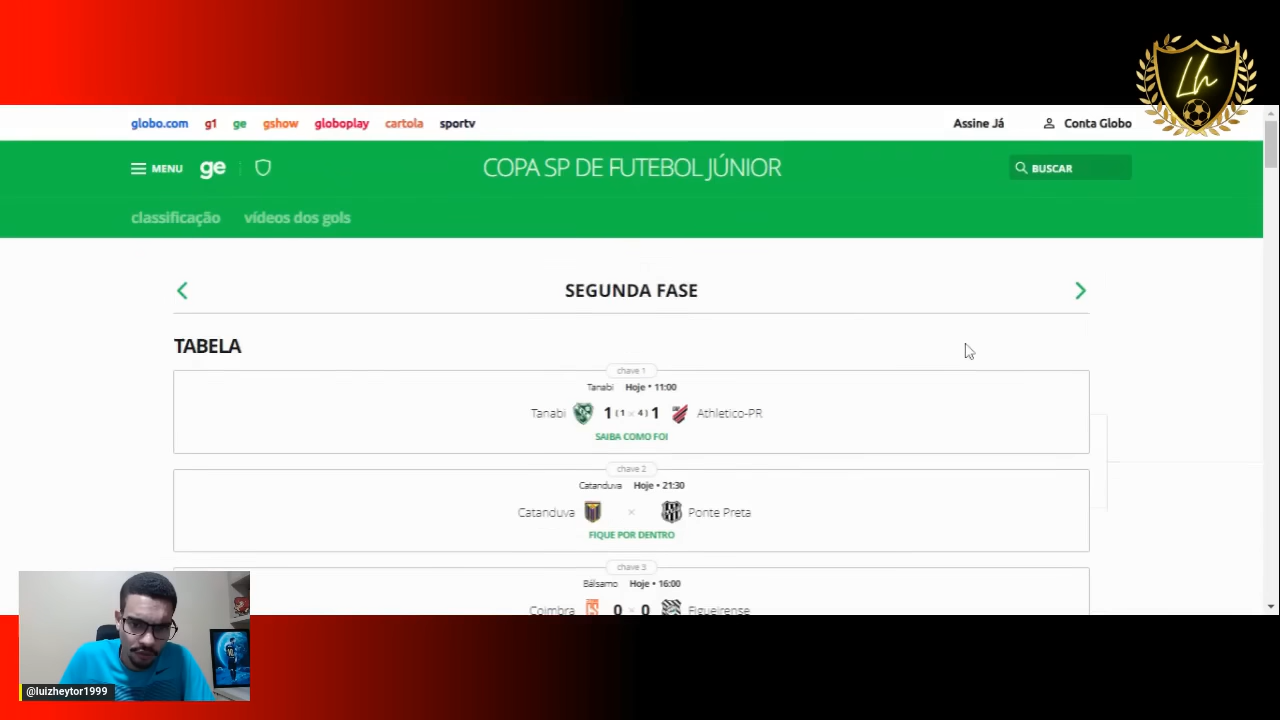 Lh
globo.com g1 ge gshow globoplay cartola sportv Assine Já Conta Globo
MENU ge COPA SP DE FUTEBOL JÚNIOR BUSCAR
classificação vídeos dos gols
SEGUNDA FASE
TABELA
chave 1
Tanabi Hoje • 11:00
Tanabi 1 (1 × 4) 1 Athletico-PR
SAIBA COMO FOI
chave 2
Catanduva Hoje • 21:30
Catanduva × Ponte Preta
FIQUE POR DENTRO
chave 3
Bálsamo Hoje • 16:00
Coimbra 0 × 0 Figueirense
@luizheytor1999